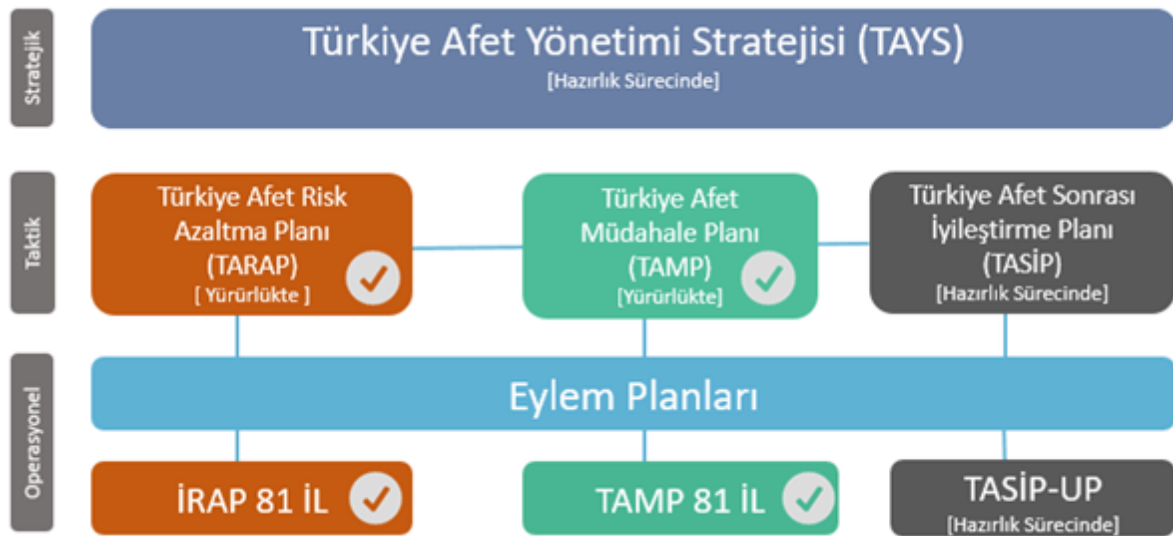 Stratejik
Türkiye Afet Yönetimi Stratejisi (TAYS)
[Hazırlık Sürecinde]
Taktik
Türkiye Afet Risk
Azaltma Planı
(TARAP)
[ Yürürlükte ]
Türkiye Afet
Müdahale Planı
(TAMP)
[Yürürlükte]
Türkiye Afet Sonrası
İyileştirme Planı
(TASİP)
[Hazırlık Sürecinde]
Operasyonel
Eylem Planları
İRAP 81 İL
TAMP 81 İL
TASİP-UP
[Hazırlık Sürecinde]